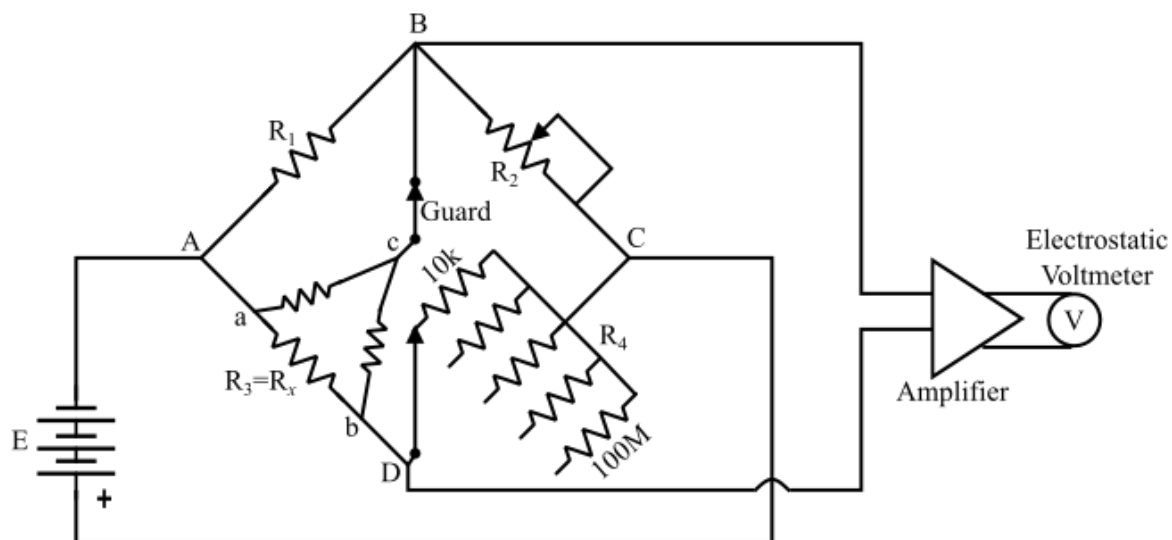 B
R₁
R₂
Guard
A
c
10k
C
Electrostatic
Voltmeter
a
V
R₃=Rₓ
R₄
Amplifier
b
E
D
100M
+